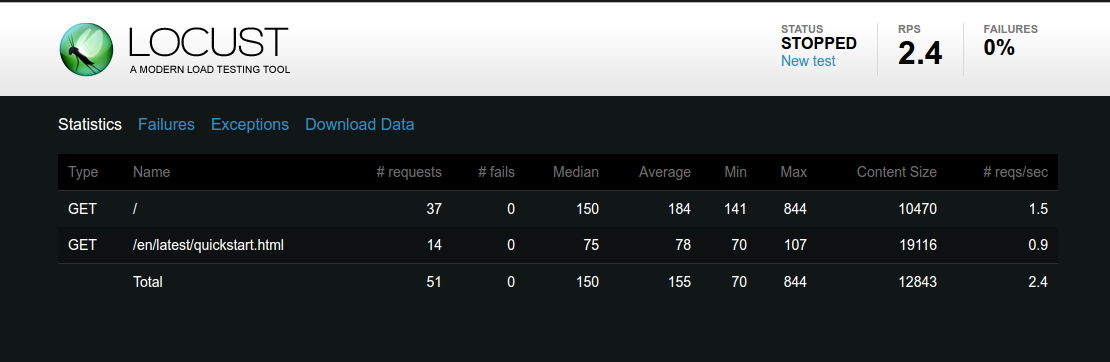 LOCUST
A MODERN LOAD TESTING TOOL
STATUS
STOPPED
New test
RPS
2.4
FAILURES
0%
Statistics Failures Exceptions Download Data
Type Name # requests # fails Median Average Min Max Content Size # reqs/sec
GET / 37 0 150 184 141 844 10470 1.5
GET /en/latest/quickstart.html 14 0 75 78 70 107 19116 0.9
Total 51 0 150 155 70 844 12843 2.4